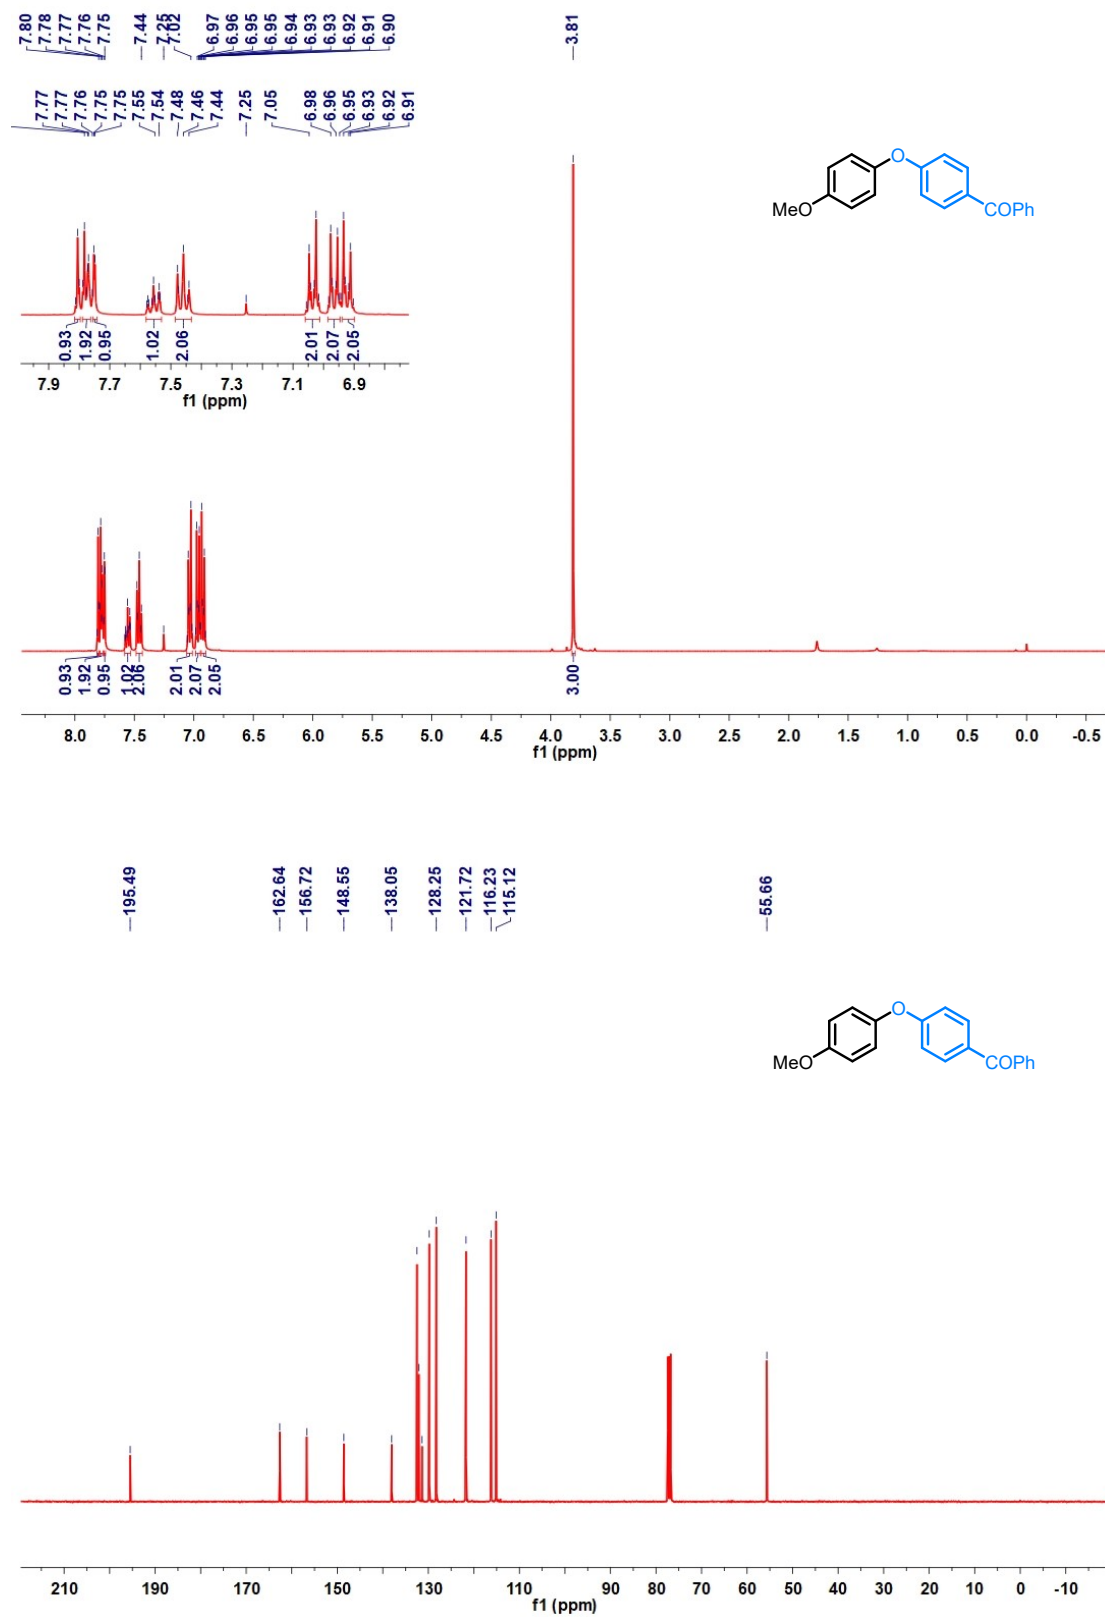 7.80 7.78 7.77 7.76 7.75 7.44 7.25 7.02 6.97 6.96 6.95 6.95 6.94 6.93 6.93 6.92 6.91 6.90 3.81
7.77 7.77 7.76 7.75 7.75 7.55 7.54 7.48 7.46 7.44 7.25 7.05 6.98 6.96 6.95 6.93 6.92 6.91
O
MeO
COPh
0.93 1.92 0.95 1.02 2.06 2.01 2.07 2.05
7.9 7.7 7.5 7.3 7.1 6.9
f1 (ppm)
0.93 1.92 0.95 1.02 2.06 2.01 2.07 2.05 3.00
8.0 7.5 7.0 6.5 6.0 5.5 5.0 4.5 4.0 3.5 3.0 2.5 2.0 1.5 1.0 0.5 0.0 -0.5
f1 (ppm)
195.49 162.64 156.72 148.55 138.05 128.25 121.72 116.23 115.12 55.66
O
MeO
COPh
210 190 170 150 130 110 90 80 70 60 50 40 30 20 10 0 -10
f1 (ppm)